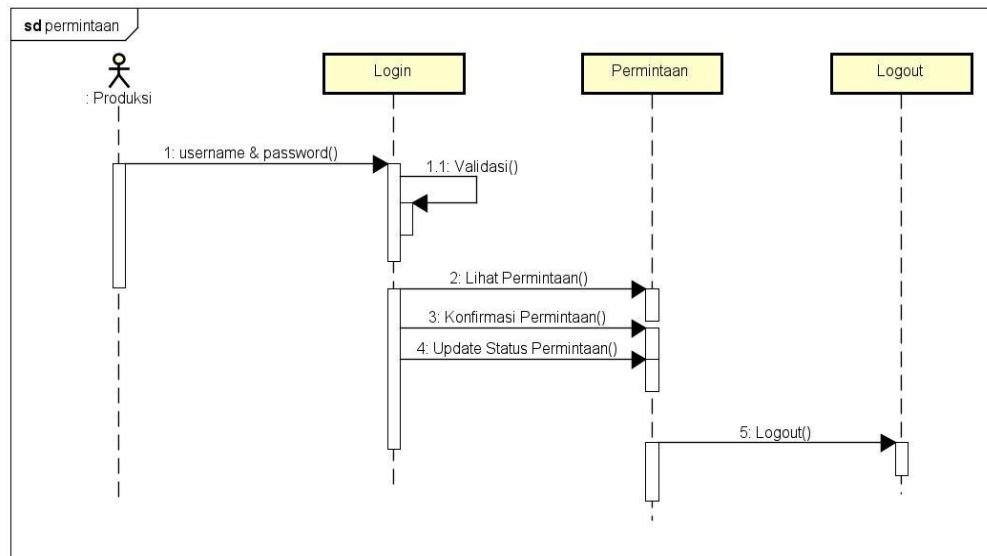 sd permintaan
: Produksi
Login
Permintaan
Logout
1: username & password()
1.1: Validasi()
2: Lihat Permintaan()
3: Konfirmasi Permintaan()
4: Update Status Permintaan()
5: Logout()